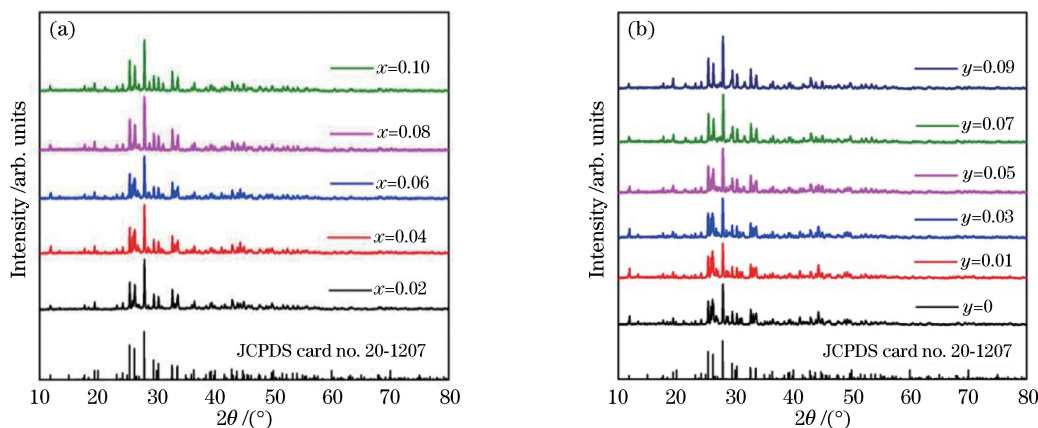 (a)
x=0.10
x=0.08
x=0.06
x=0.04
x=0.02
JCPDS card no. 20-1207
Intensity /arb. units
10 20 30 40 50 60 70 80
2θ /(°)
(b)
y=0.09
y=0.07
y=0.05
y=0.03
y=0.01
y=0
JCPDS card no. 20-1207
Intensity /arb. units
10 20 30 40 50 60 70 80
2θ /(°)